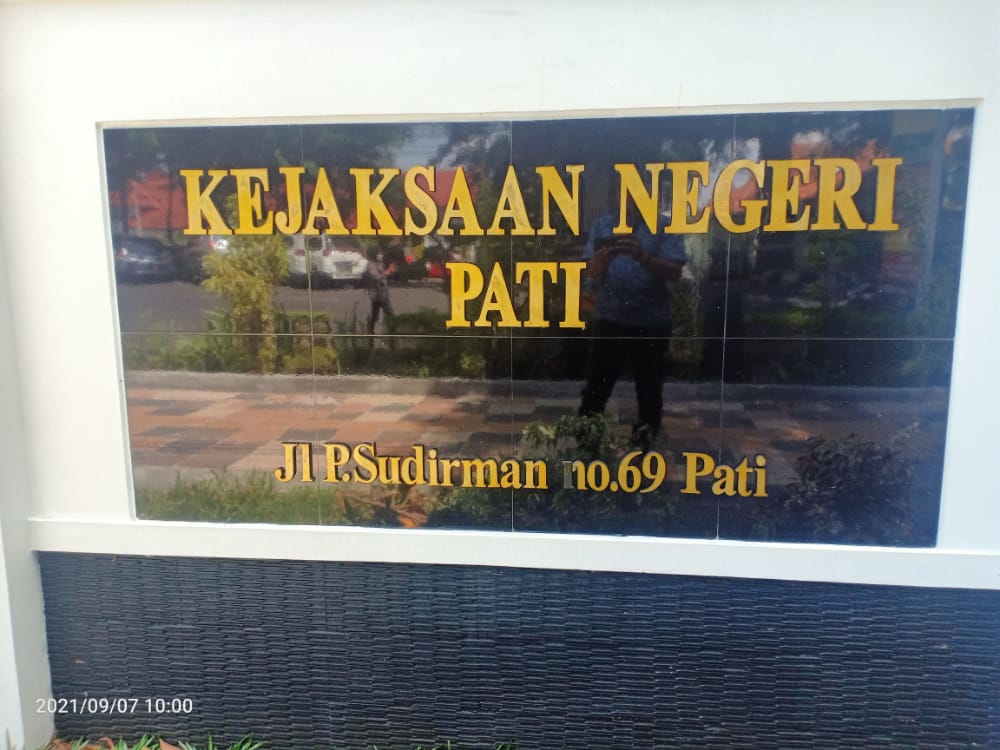 KEJAKSAAN NEGERI
PATI
Jl P.Sudirman no.69 Pati
2021/09/07 10:00